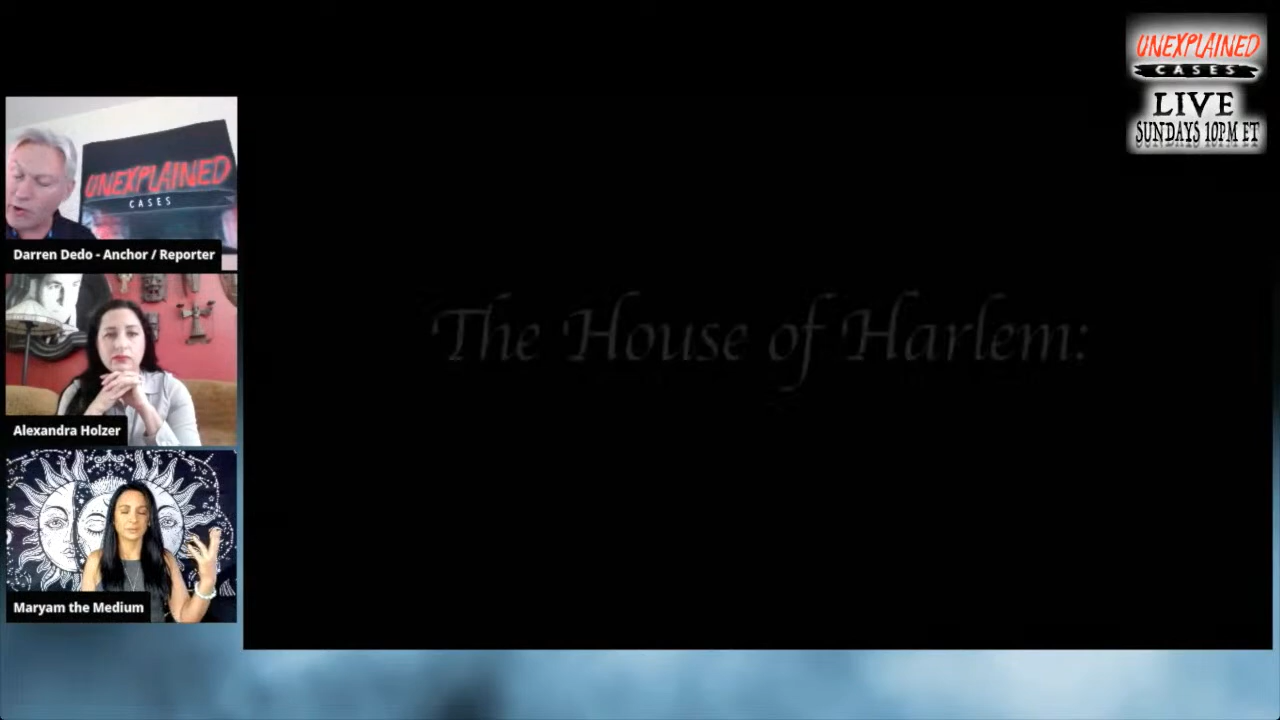 UNEXPLAINED
CASES
LIVE
SUNDAYS 10PM ET
UNEXPLAINED
CASES
Darren Dedo - Anchor / Reporter
The House of Harlem:
Alexandra Holzer
Maryam the Medium